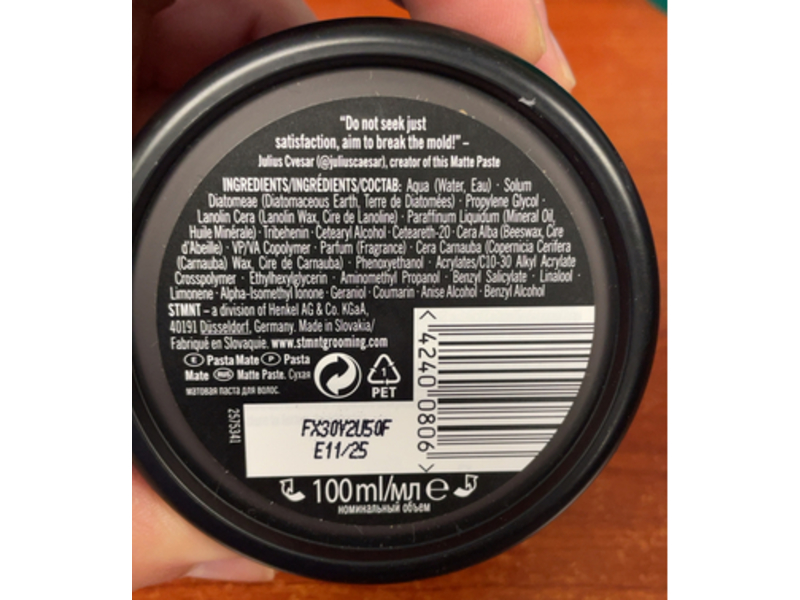 “Do not seek just
satisfaction, aim to break the mold!” –
Julius Cvesar (@juliuscaesar), creator of this Matte Paste
INGREDIENTS/INGRÉDIENTS/СОСТАВ: Aqua (Water, Eau) · Solum
Diatomeae (Diatomaceous Earth, Terre de Diatomées) · Propylene Glycol ·
Lanolin Cera (Lanolin Wax, Cire de Lanoline) · Paraffinum Liquidum (Mineral Oil,
Huile Minérale) · Tribehenin · Cetearyl Alcohol · Ceteareth-20 · Cera Alba (Beeswax, Cire
d'Abeille) · VP/VA Copolymer · Parfum (Fragrance) · Cera Carnauba (Copernicia Cerifera
(Carnauba) Wax, Cire de Carnauba) · Phenoxyethanol · Acrylates/C10-30 Alkyl Acrylate
Crosspolymer · Ethylhexylglycerin · Aminomethyl Propanol · Benzyl Salicylate · Linalool ·
Limonene · Alpha-Isomethyl Ionone · Geraniol · Coumarin · Anise Alcohol · Benzyl Alcohol
STMNT – a division of Henkel AG & Co. KGaA,
40191 Düsseldorf, Germany. Made in Slovakia/
Fabriqué en Slovaquie. www.stmntgrooming.com
E Pasta Mate P Pasta
Mate RUS Matte Paste. Сухая
матовая паста для волос.
1
PET
<4240 0806>
2575341
FX30Y2U50F
E11/25
100 ml/мл e
номинальный объем